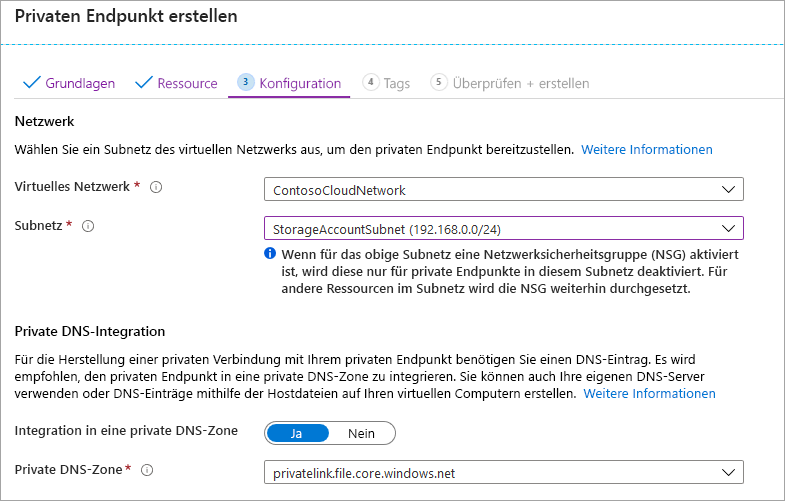 Privaten Endpunkt erstellen
Grundlagen Ressource 3 Konfiguration 4 Tags 5 Überprüfen + erstellen
Netzwerk
Wählen Sie ein Subnetz des virtuellen Netzwerks aus, um den privaten Endpunkt bereitzustellen. Weitere Informationen
Virtuelles Netzwerk * ContosoCloudNetwork
Subnetz * StorageAccountSubnet (192.168.0.0/24)
Wenn für das obige Subnetz eine Netzwerksicherheitsgruppe (NSG) aktiviert
ist, wird diese nur für private Endpunkte in diesem Subnetz deaktiviert. Für
andere Ressourcen im Subnetz wird die NSG weiterhin durchgesetzt.
Private DNS-Integration
Für die Herstellung einer privaten Verbindung mit Ihrem privaten Endpunkt benötigen Sie einen DNS-Eintrag. Es wird
empfohlen, den privaten Endpunkt in eine private DNS-Zone zu integrieren. Sie können auch Ihre eigenen DNS-Server
verwenden oder DNS-Einträge mithilfe der Hostdateien auf Ihren virtuellen Computern erstellen. Weitere Informationen
Integration in eine private DNS-Zone Ja Nein
Private DNS-Zone * privatelink.file.core.windows.net